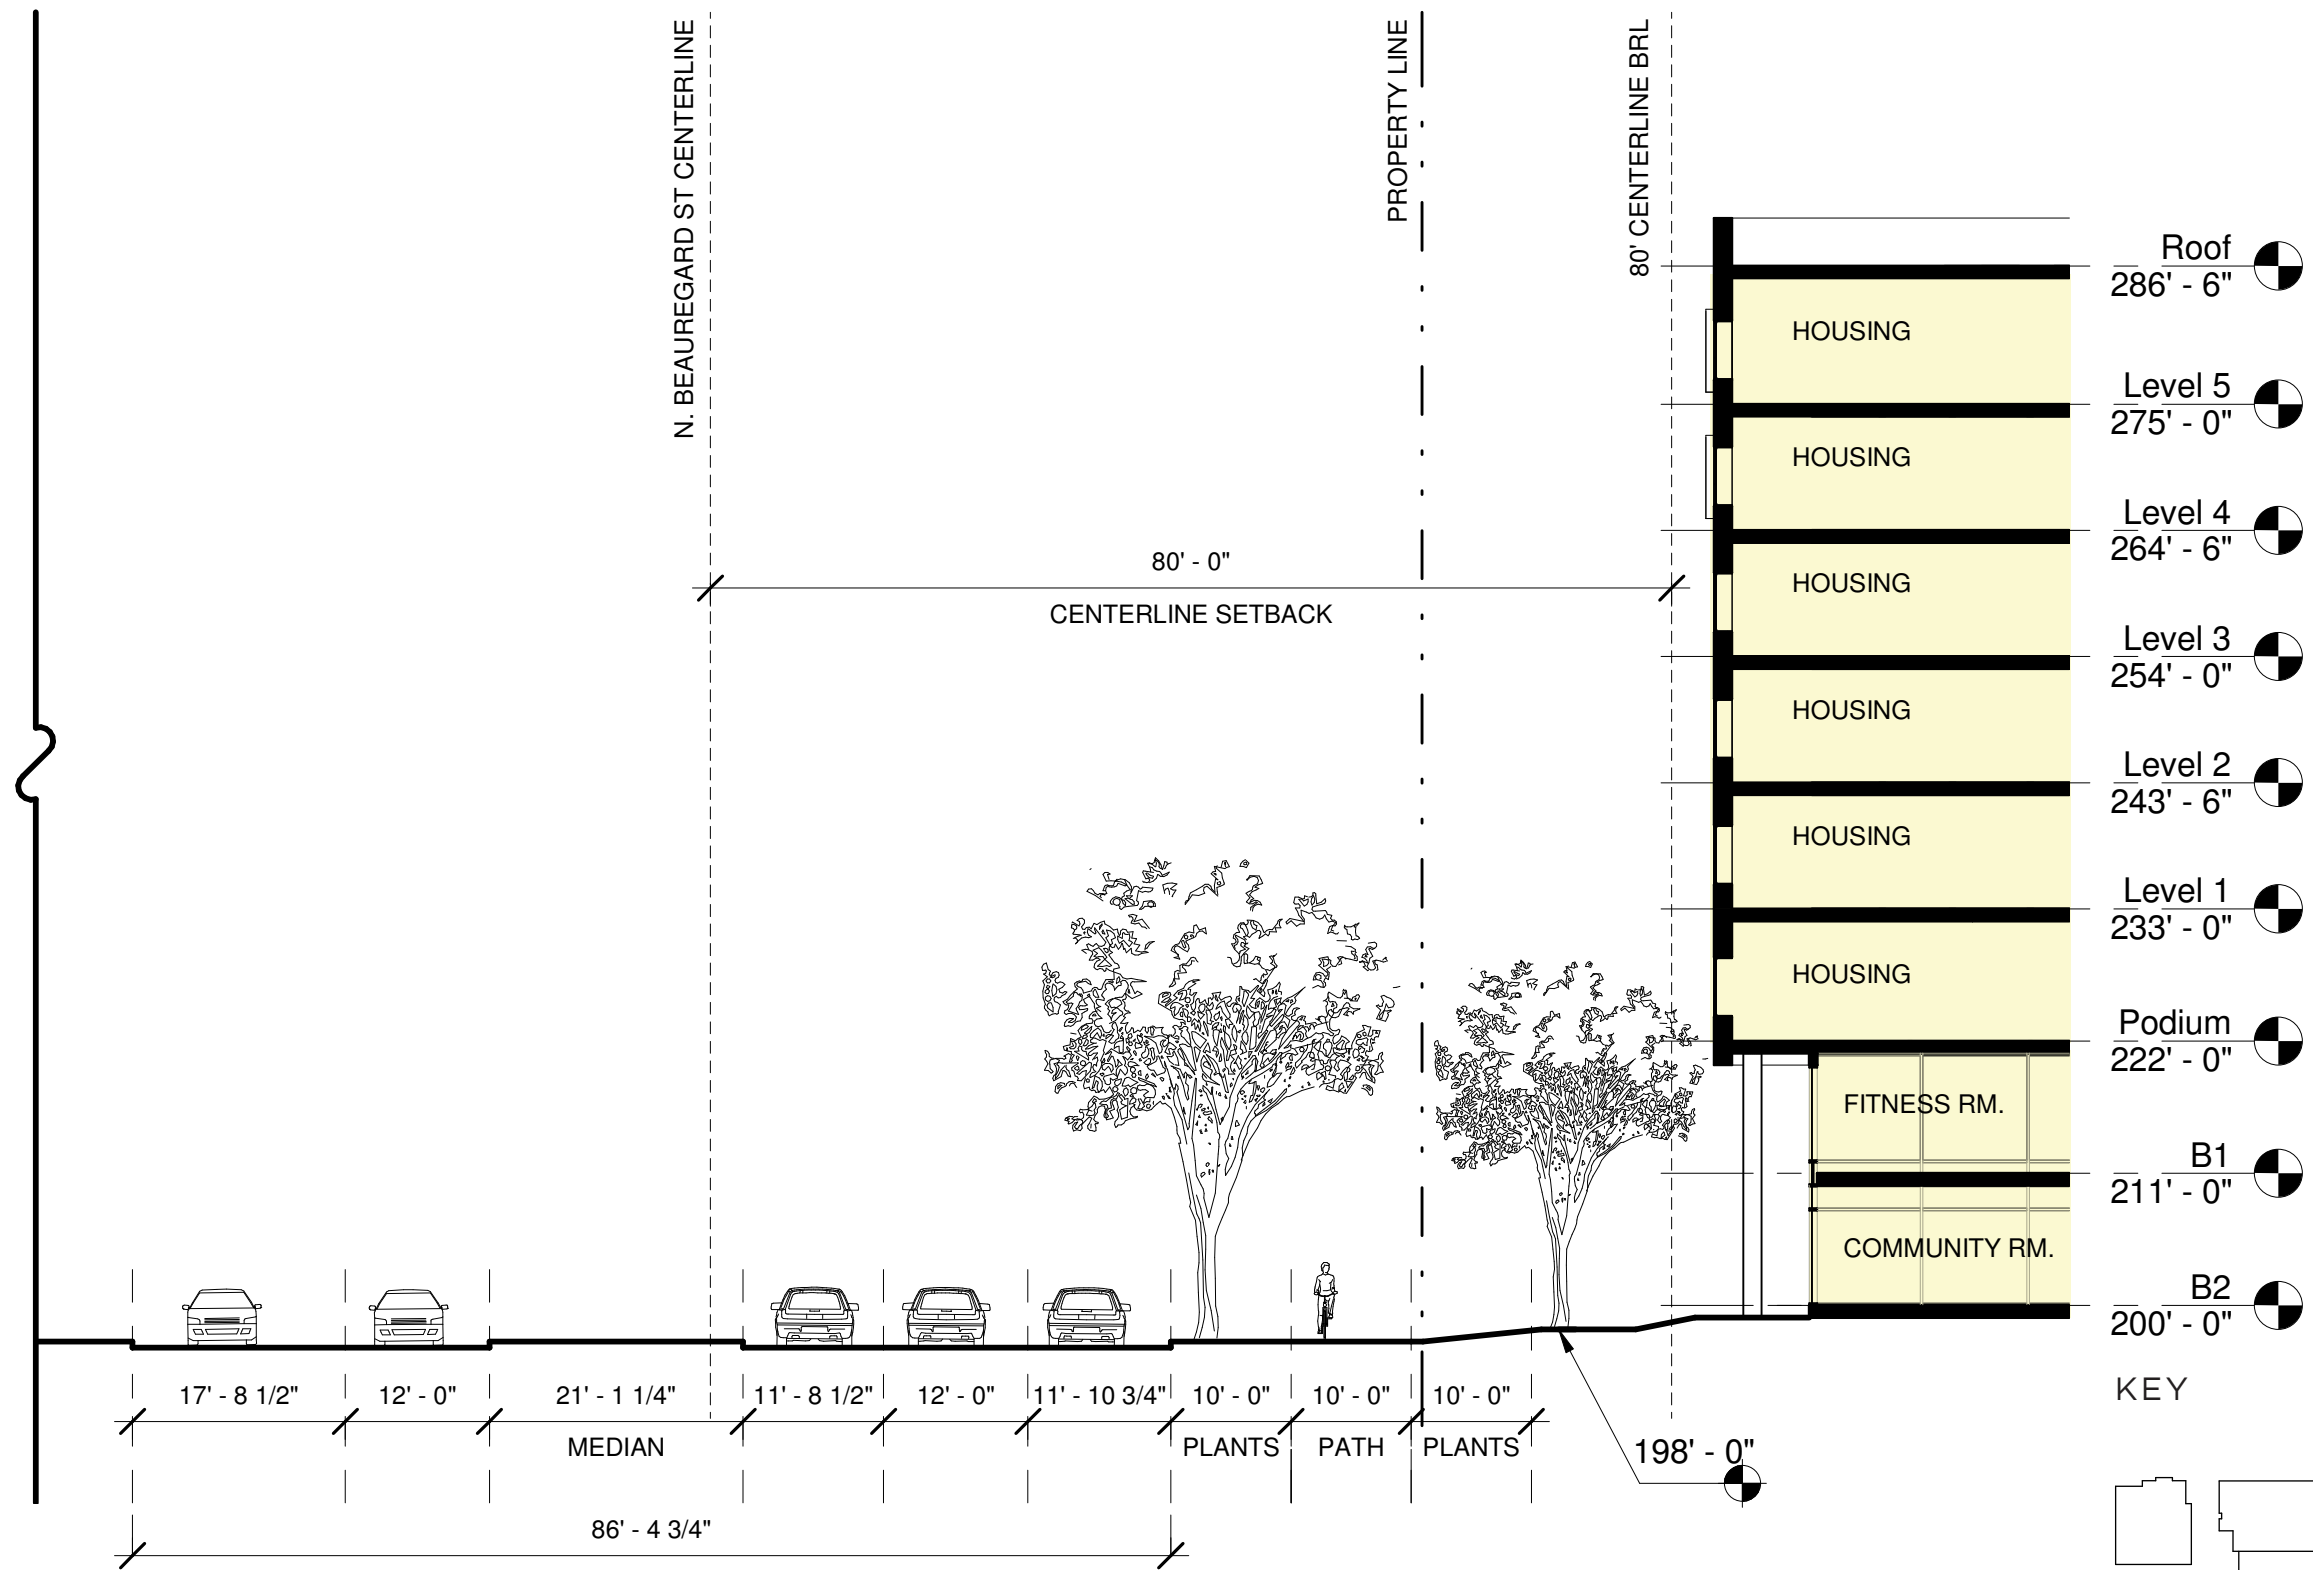 N. BEAUREGARD ST CENTERLINE
PROPERTY LINE
80' CENTERLINE BRL
Roof
286' - 6"
HOUSING
Level 5
275' - 0"
HOUSING
Level 4
264' - 6"
80' - 0"
CENTERLINE SETBACK
HOUSING
Level 3
254' - 0"
HOUSING
Level 2
243' - 6"
HOUSING
Level 1
233' - 0"
HOUSING
Podium
222' - 0"
FITNESS RM.
B1
211' - 0"
COMMUNITY RM.
B2
200' - 0"
17' - 8 1/2" 12' - 0" 21' - 1 1/4" 11' - 8 1/2" 12' - 0" 11' - 10 3/4" 10' - 0" 10' - 0" 10' - 0"
MEDIAN PLANTS PATH PLANTS
198' - 0"
86' - 4 3/4"
KEY